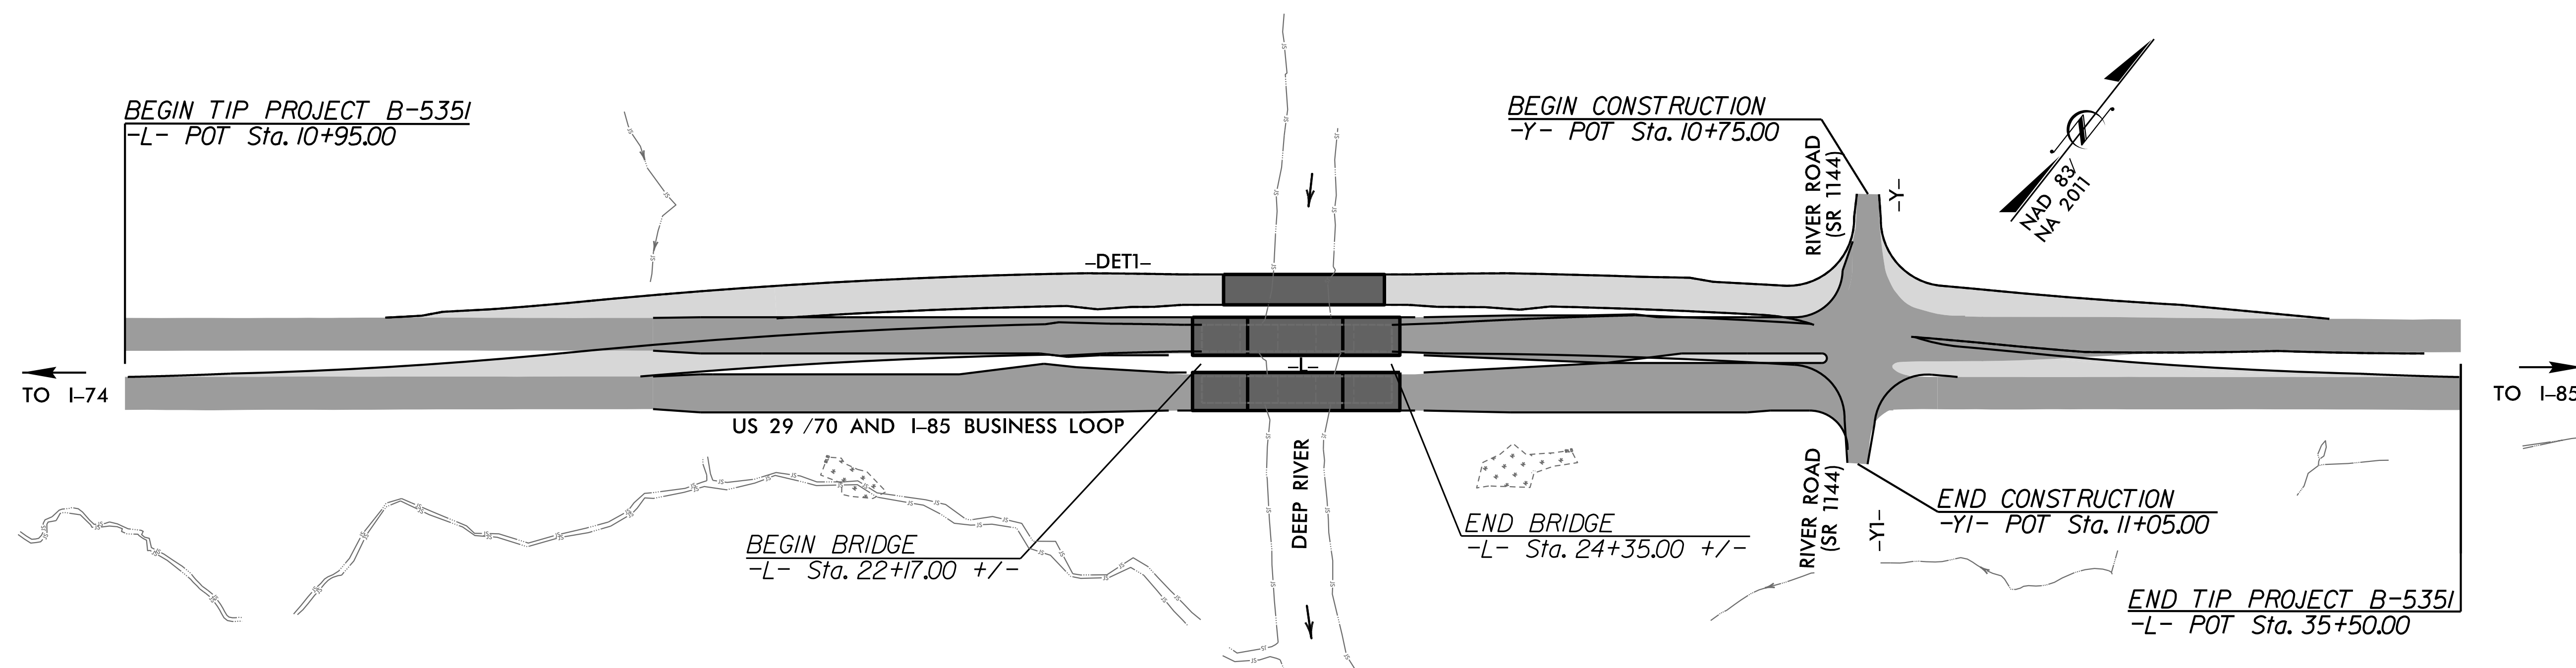 BEGIN TIP PROJECT B-5351
-L- POT Sta. 10+95.00
BEGIN CONSTRUCTION
-Y- POT Sta. 10+75.00
RIVER ROAD
(SR 1144)
-Y-
NAD 83/
NA 2011
-DET1-
-L-
TO I-74
TO I-85
US 29 /70 AND I-85 BUSINESS LOOP
DEEP RIVER
BEGIN BRIDGE
-L- Sta. 22+17.00 +/-
END BRIDGE
-L- Sta. 24+35.00 +/-
RIVER ROAD
(SR 1144)
-Y1-
END CONSTRUCTION
-Y1- POT Sta. 11+05.00
END TIP PROJECT B-5351
-L- POT Sta. 35+50.00